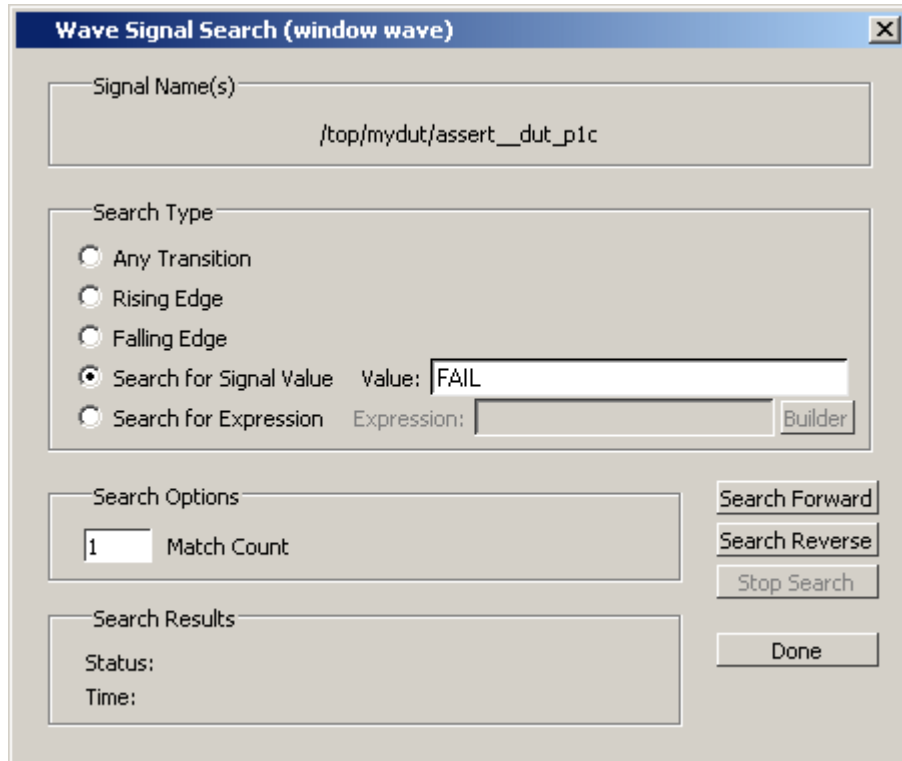 Wave Signal Search (window wave)
Signal Name(s)
/top/mydut/assert__dut_p1c
Search Type
Any Transition
Rising Edge
Falling Edge
Search for Signal Value Value: FAIL
Search for Expression Expression: Builder
Search Options
1 Match Count
Search Forward
Search Reverse
Stop Search
Search Results
Status:
Time:
Done